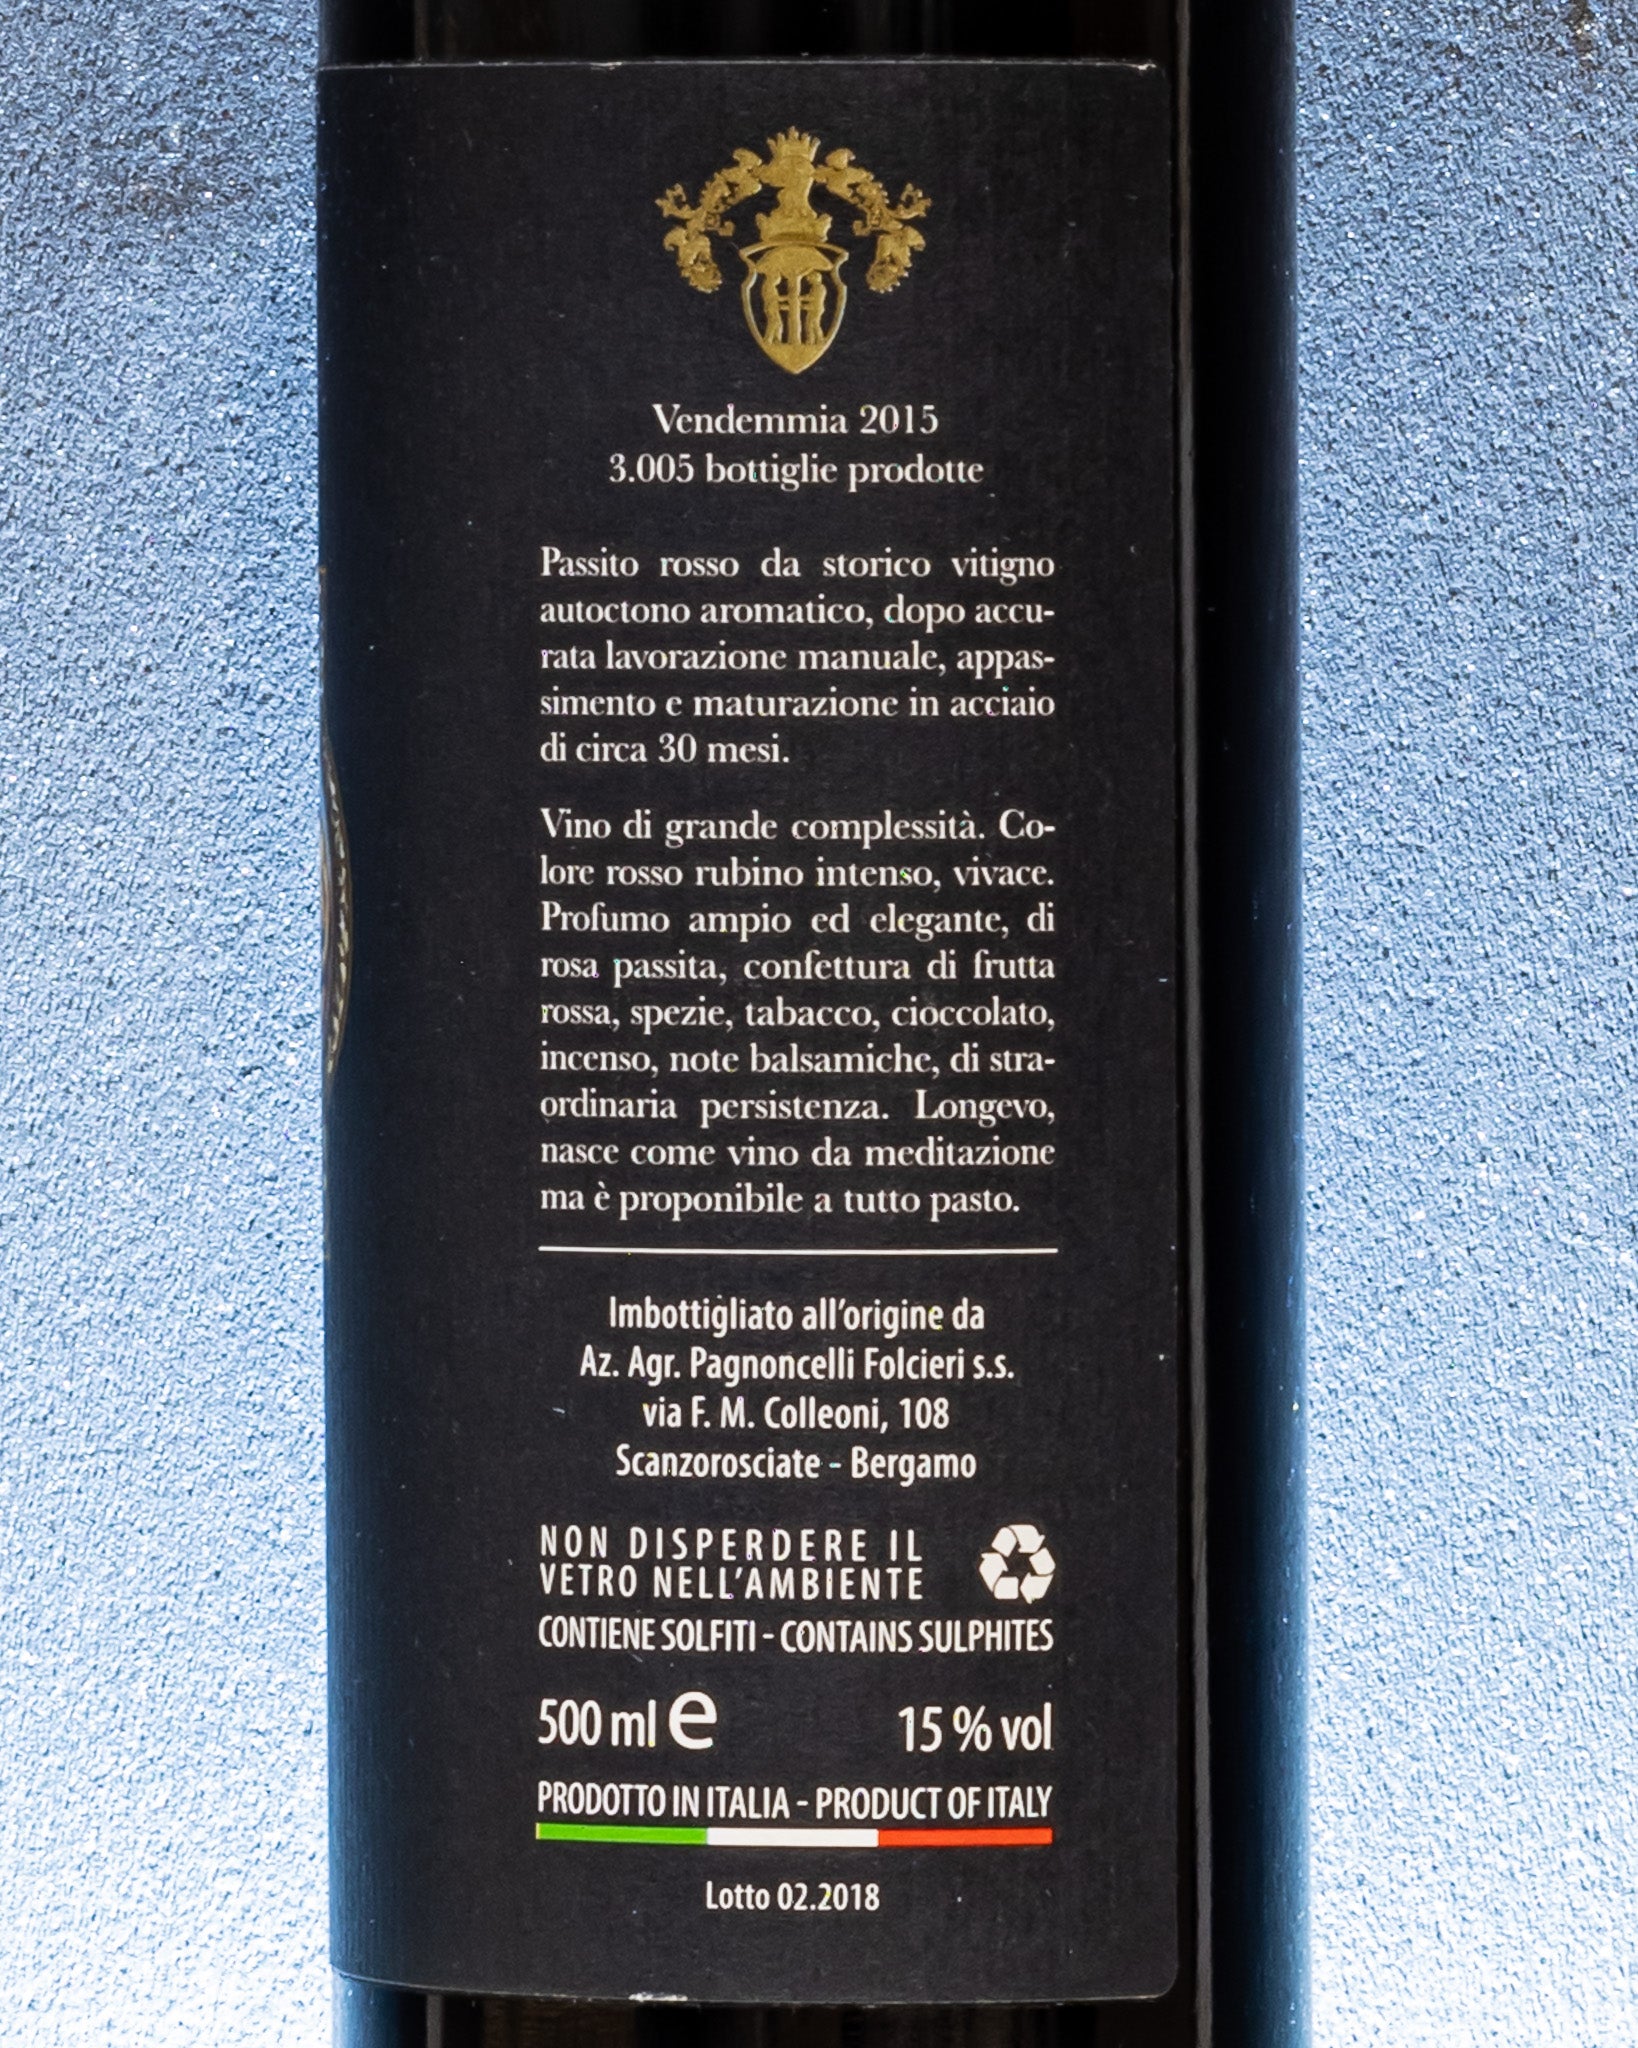 Vendemmia 2015
3.005 bottiglie prodotte
Passito rosso da storico vitigno
autoctono aromatico, dopo accu-
rata lavorazione manuale, appas-
simento e maturazione in acciaio
di circa 30 mesi.
Vino di grande complessità. Co-
lore rosso rubino intenso, vivace.
Profumo ampio ed elegante, di
rosa passita, confettura di frutta
rossa, spezie, tabacco, cioccolato,
incenso, note balsamiche, di stra-
ordinaria persistenza. Longevo,
nasce come vino da meditazione
ma è proponibile a tutto pasto.
Imbottigliato all'origine da
Az. Agr. Pagnoncelli Folcieri s.s.
via F. M. Colleoni, 108
Scanzorosciate - Bergamo
NON DISPERDERE IL
VETRO NELL'AMBIENTE
CONTIENE SOLFITI - CONTAINS SULPHITES
500 ml e 15 % vol
PRODOTTO IN ITALIA - PRODUCT OF ITALY
Lotto 02.2018